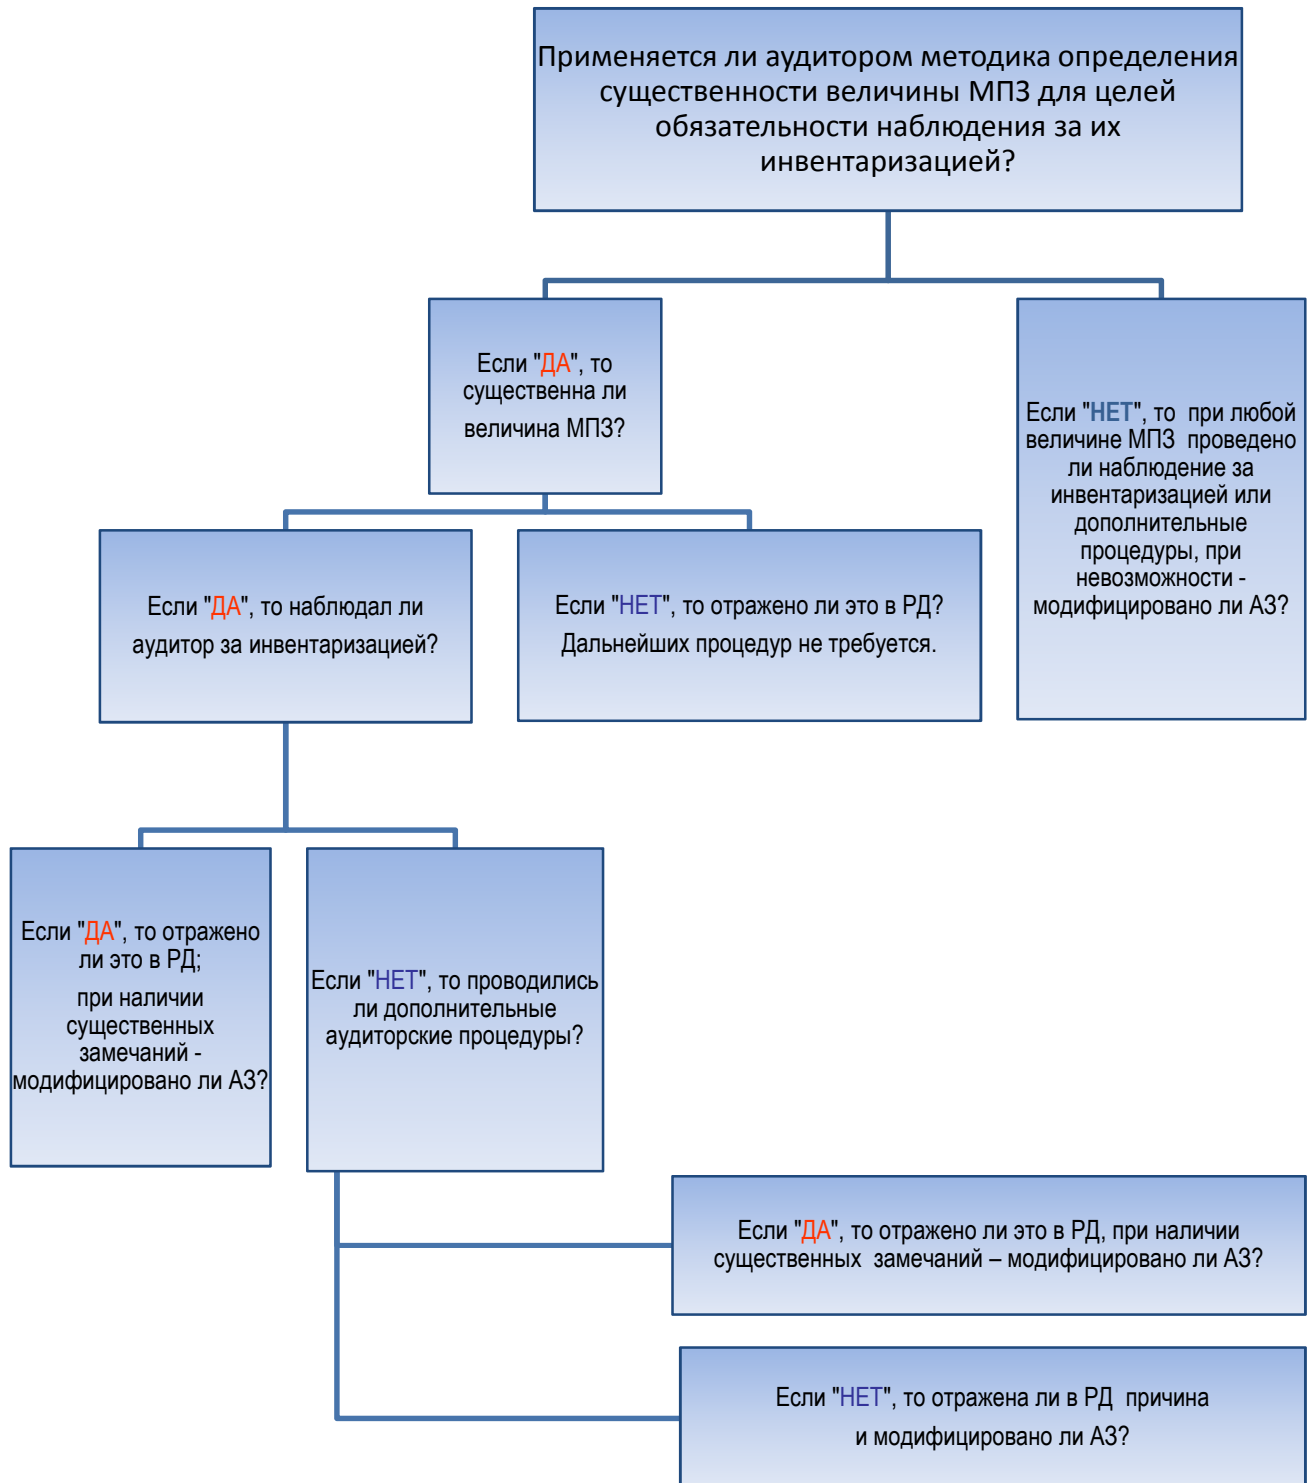 Применяется ли аудитором методика определения
существенности величины МПЗ для целей
обязательности наблюдения за их
инвентаризацией?
Если "ДА", то
существенна ли
величина МПЗ?
Если "НЕТ", то при любой
величине МПЗ проведено
ли наблюдение за
инвентаризацией или
дополнительные
процедуры, при
невозможности -
модифицировано ли АЗ?
Если "ДА", то наблюдал ли
аудитор за инвентаризацией?
Если "НЕТ", то отражено ли это в РД?
Дальнейших процедур не требуется.
Если "ДА", то отражено
ли это в РД;
при наличии
существенных
замечаний -
модифицировано ли АЗ?
Если "НЕТ", то проводились
ли дополнительные
аудиторские процедуры?
Если "ДА", то отражено ли это в РД, при наличии
существенных замечаний – модифицировано ли АЗ?
Если "НЕТ", то отражена ли в РД причина
и модифицировано ли АЗ?